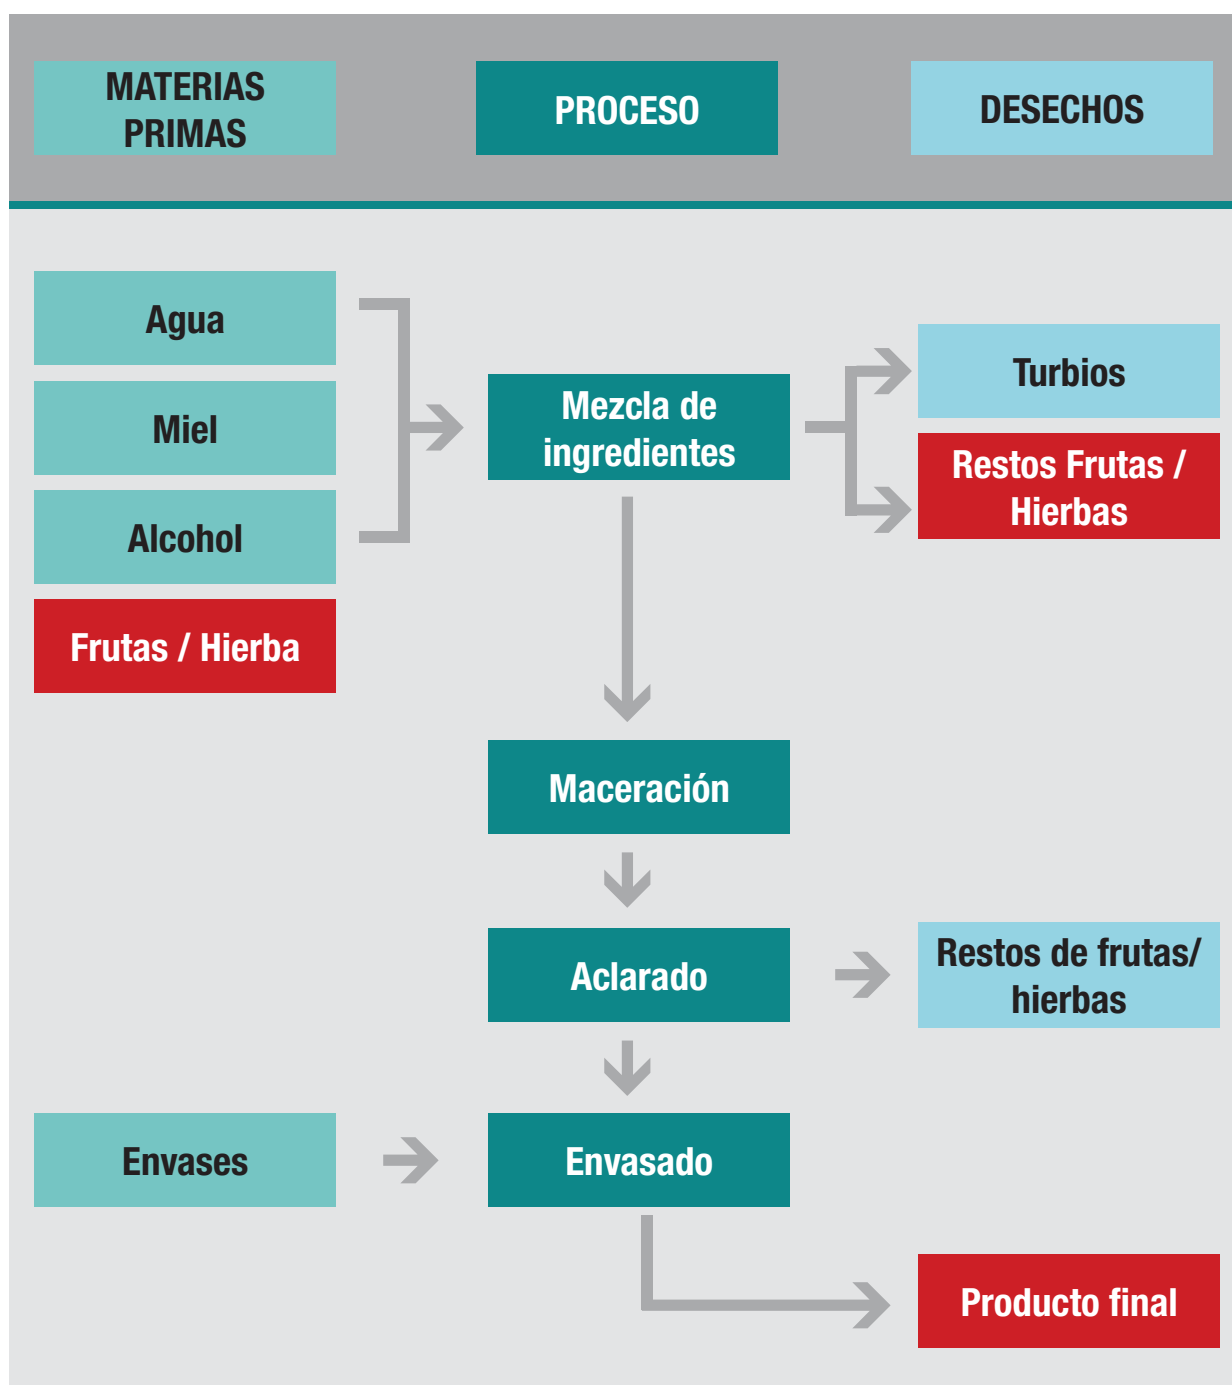 MATERIAS
PRIMAS
PROCESO
DESECHOS
Agua
Miel
Alcohol
Frutas / Hierba
Mezcla de
ingredientes
Turbios
Restos Frutas /
Hierbas
Maceración
Aclarado
Restos de frutas/
hierbas
Envases
Envasado
Producto final